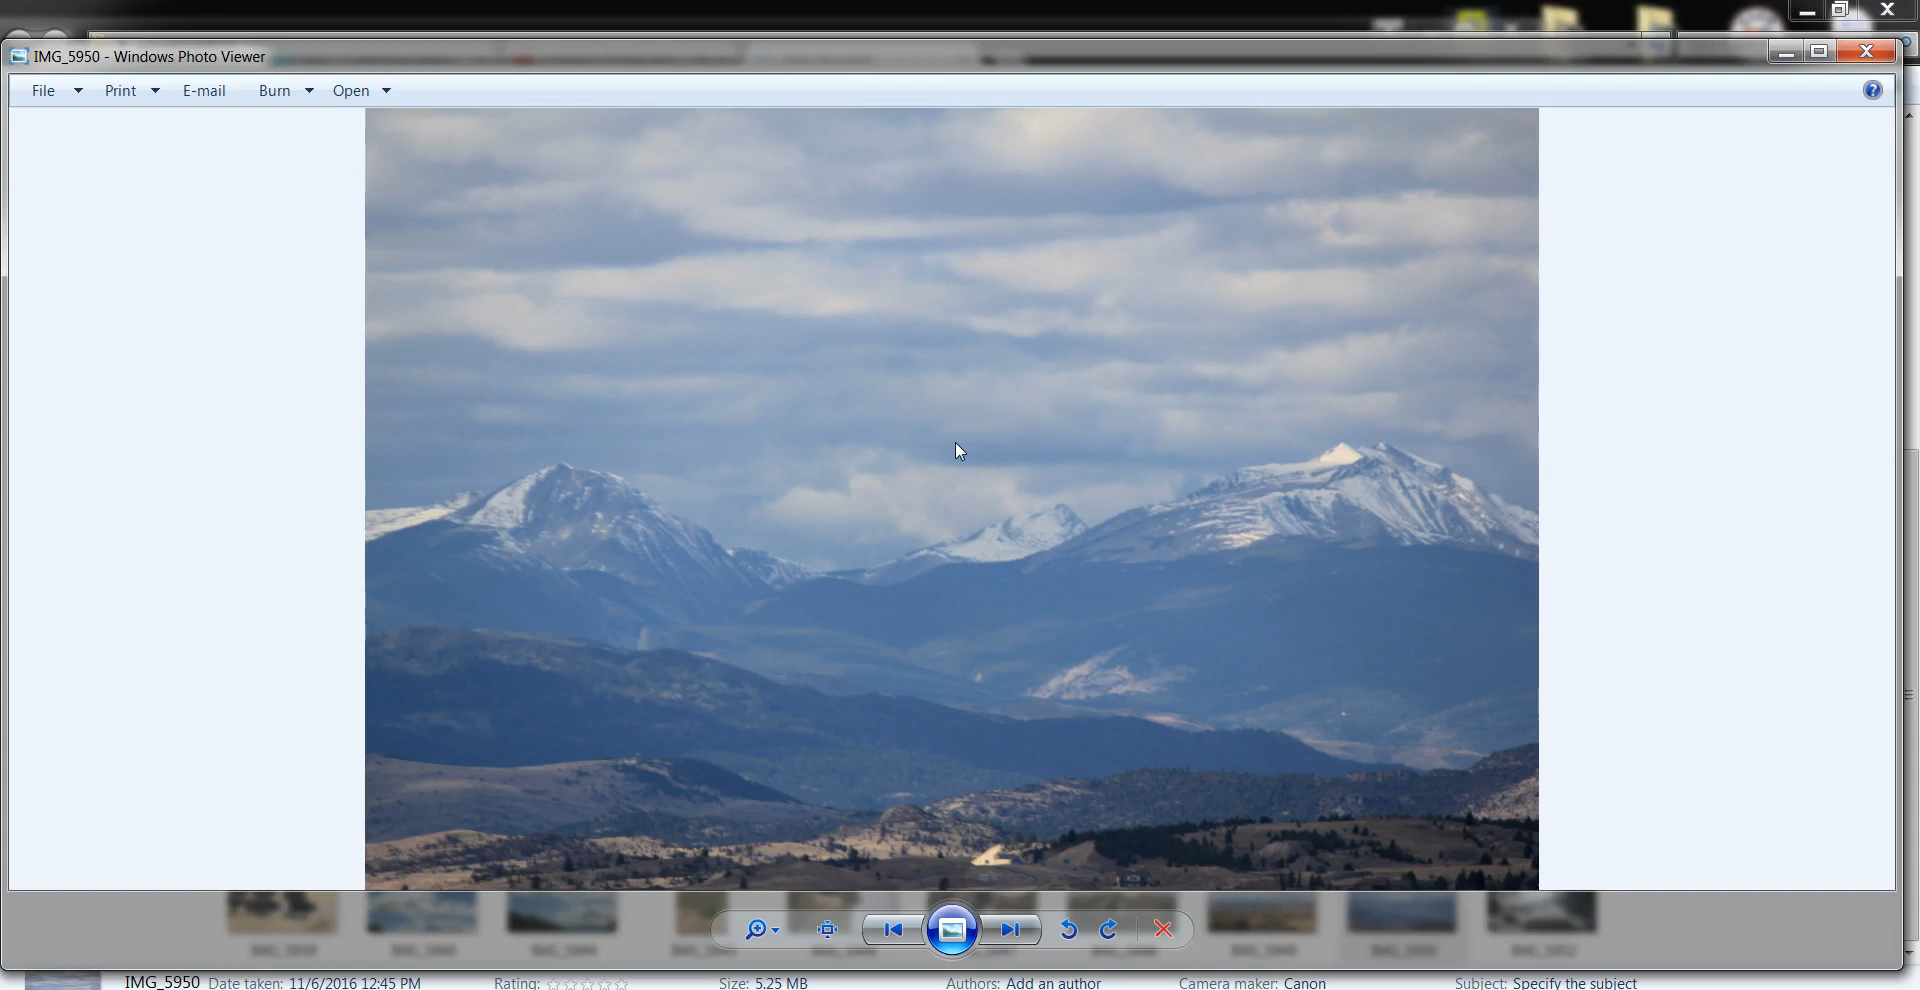 IMG_5950 - Windows Photo Viewer
File Print E-mail Burn Open
IMG_5950 Date taken: 11/6/2016 12:45 PM Rating: Size: 5.25 MB Authors: Add an author Camera maker: Canon Subject: Specify the subject